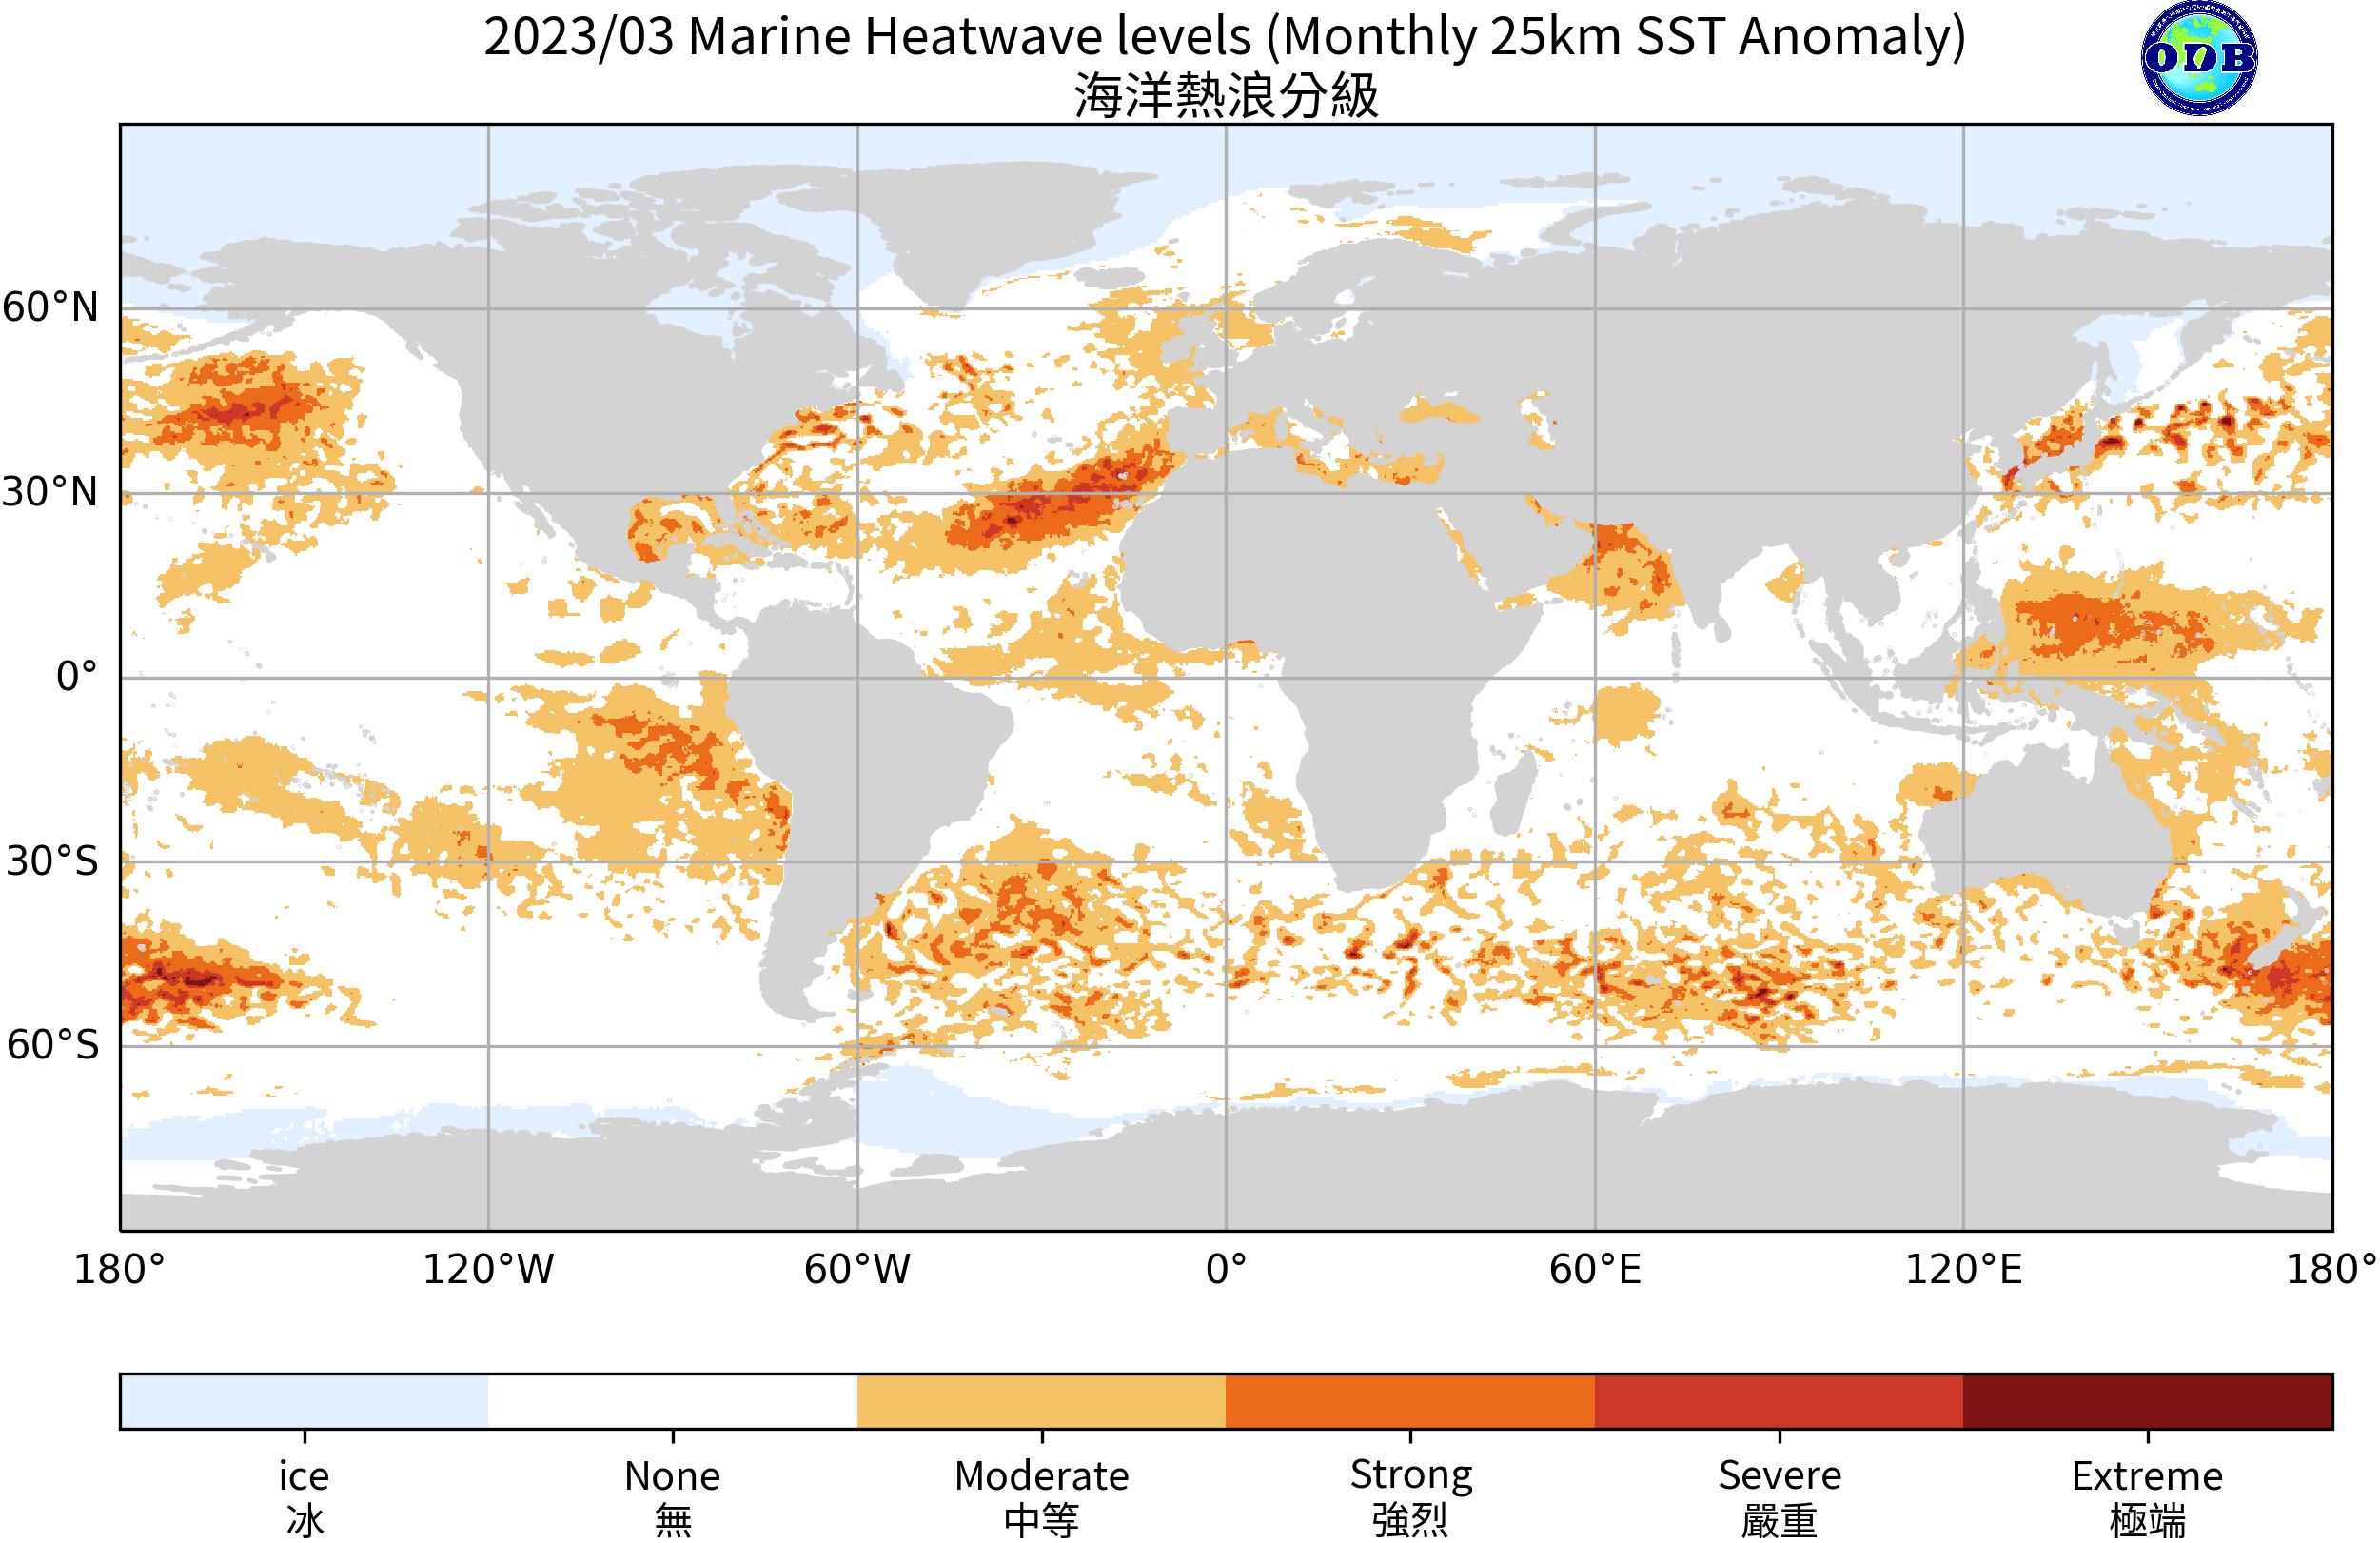 2023/03 Marine Heatwave levels (Monthly 25km SST Anomaly)
海洋熱浪分級
ODB
60°N
30°N
0°
30°S
60°S
180° 120°W 60°W 0° 60°E 120°E 180°
ice None Moderate Strong Severe Extreme
冰 無 中等 強烈 嚴重 極端